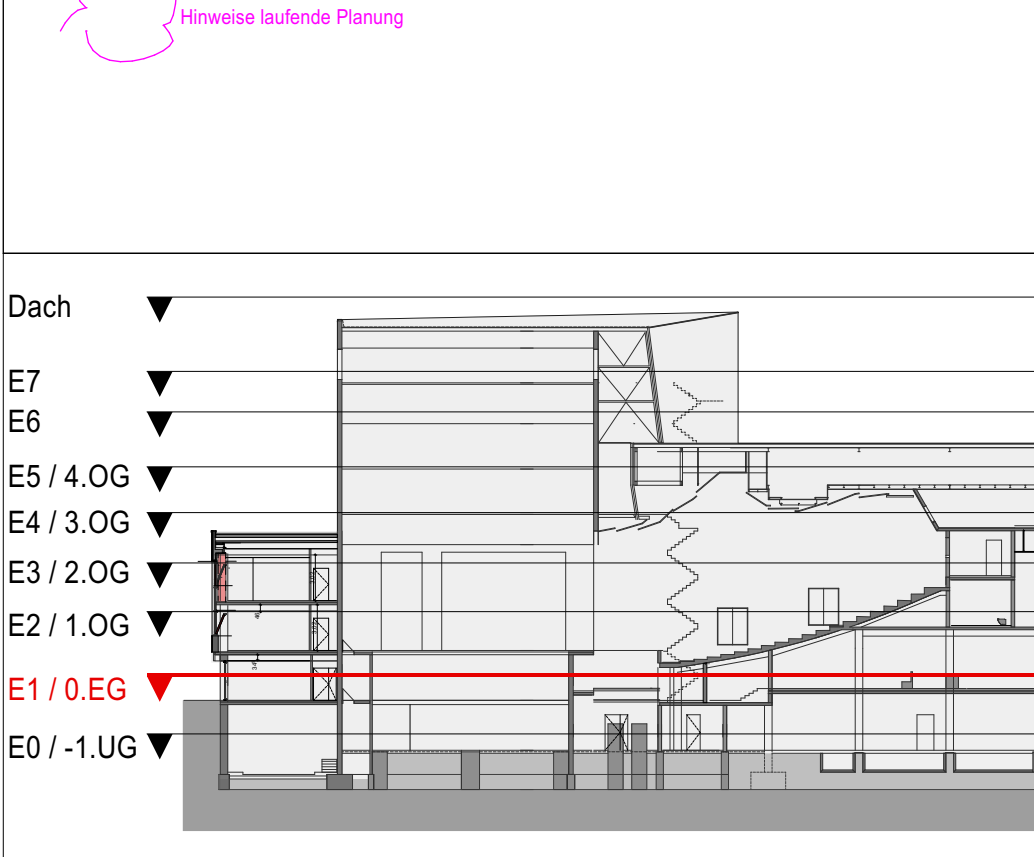 Hinweise laufende Planung
Dach
E7
E6
E5 / 4.OG
E4 / 3.OG
E3 / 2.OG
E2 / 1.OG
E1 / 0.EG
E0 / -1.UG